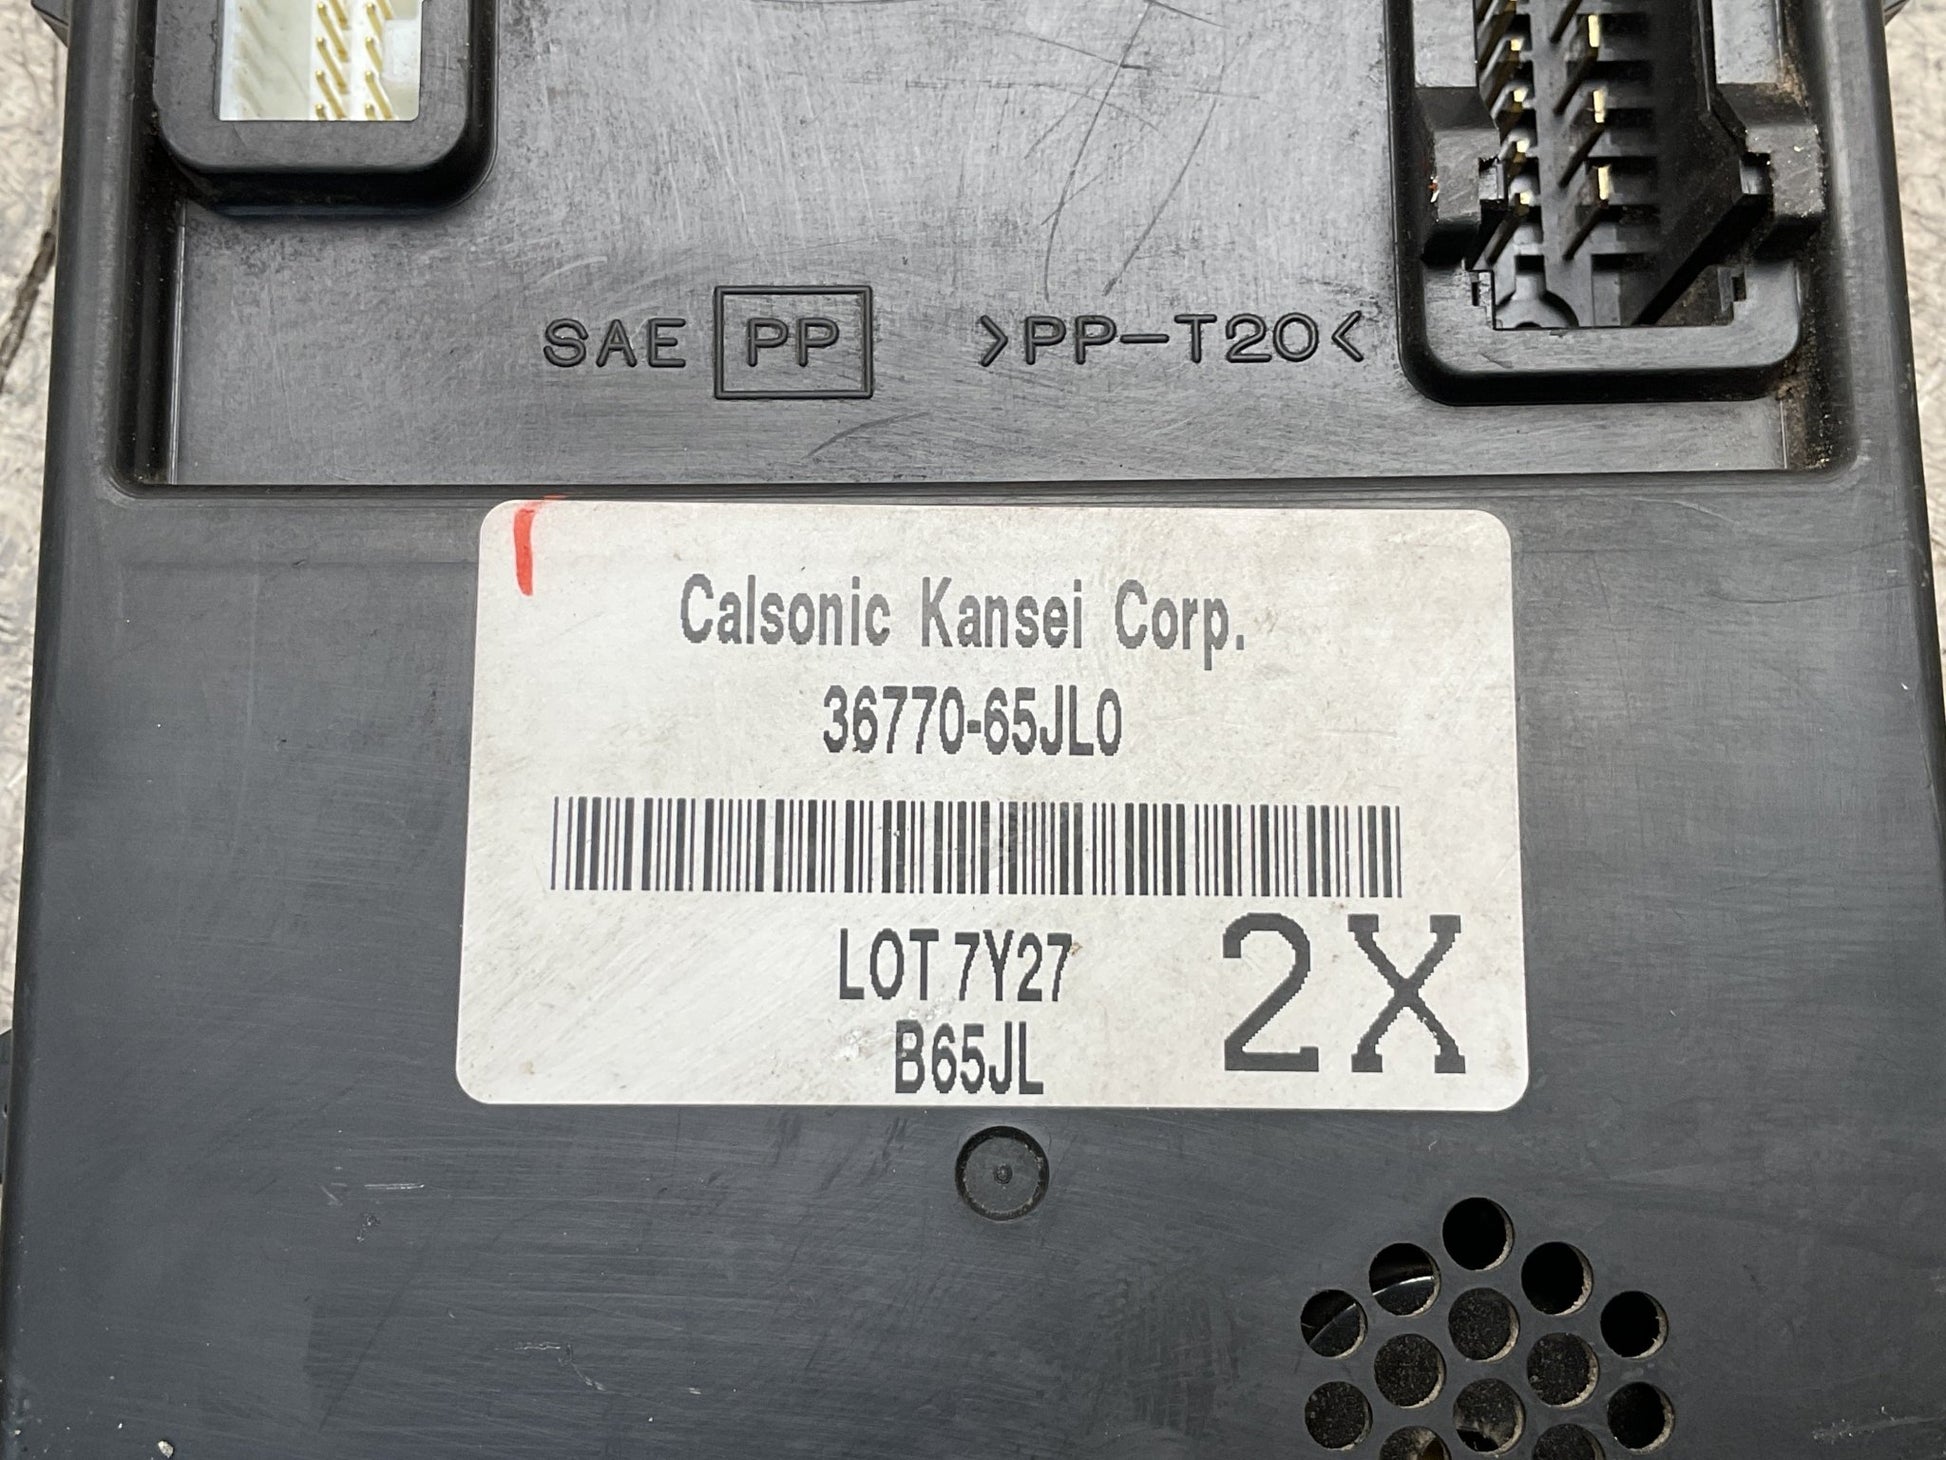 SAE PP >PP-T20<
Calsonic Kansei Corp.
36770-65JL0
LOT 7Y27
B65JL
2X